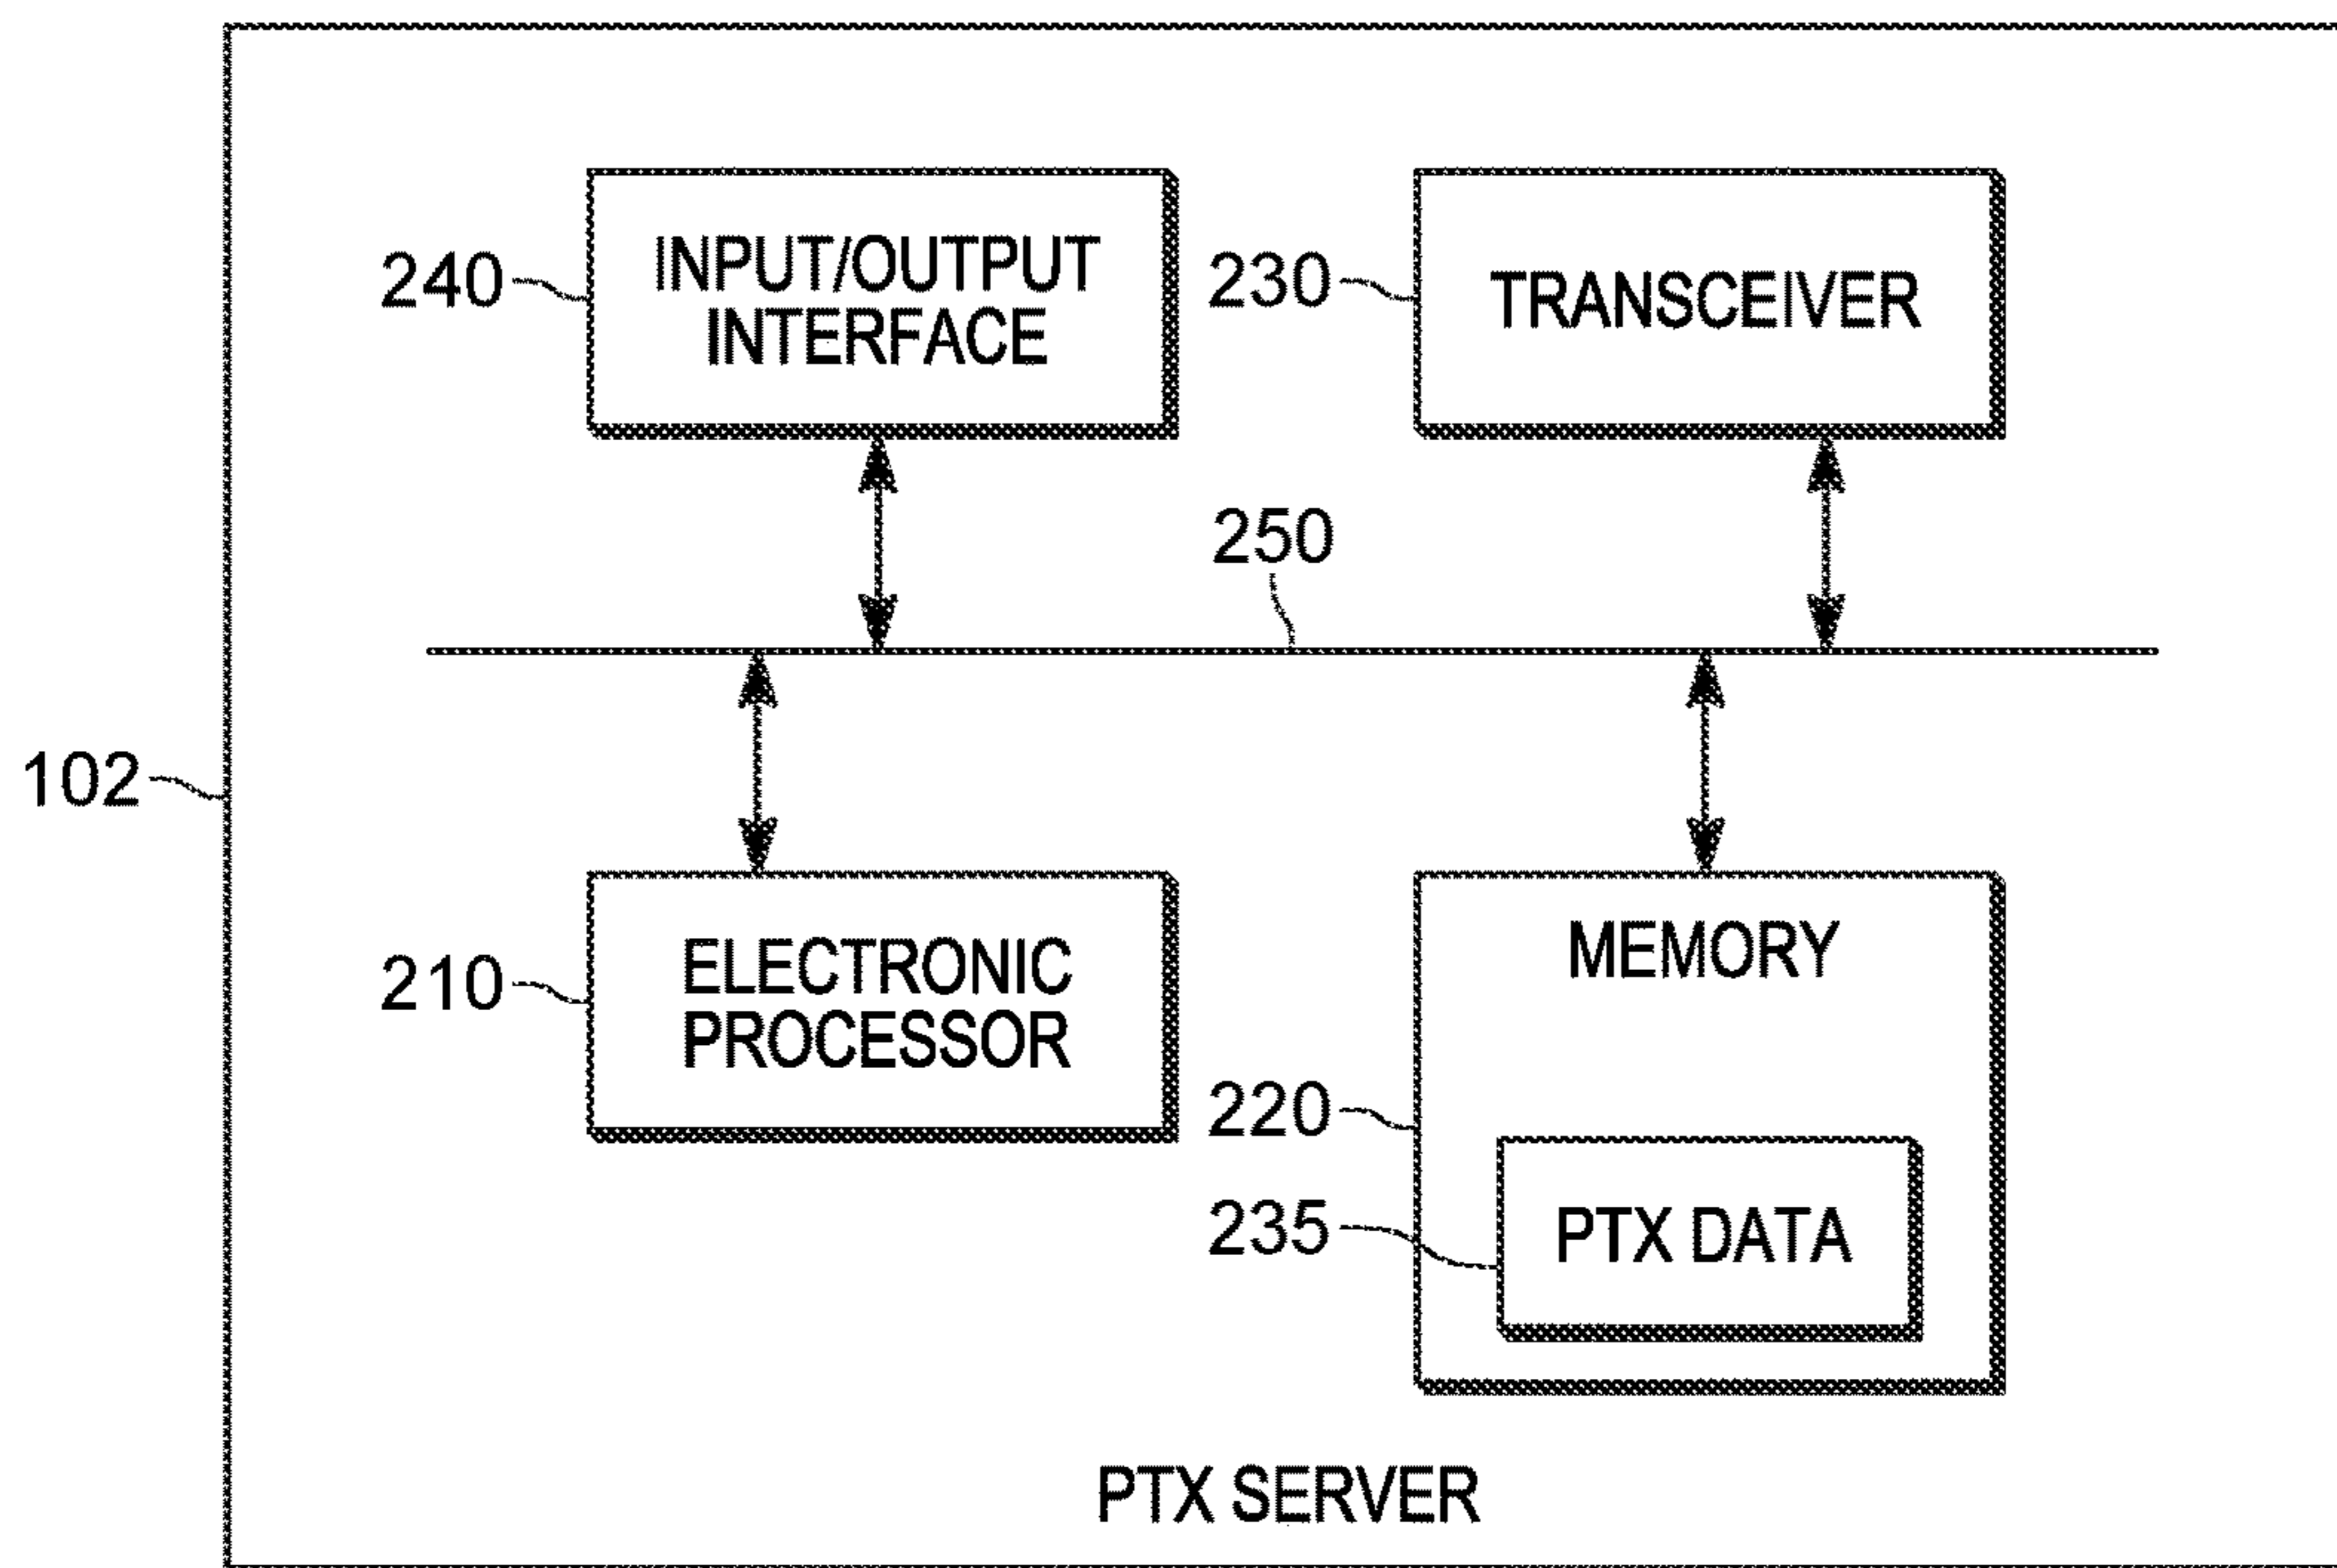 240
INPUT/OUTPUT
INTERFACE
230
TRANSCEIVER
250
102
210
ELECTRONIC
PROCESSOR
MEMORY
220
235
PTX DATA
PTX SERVER